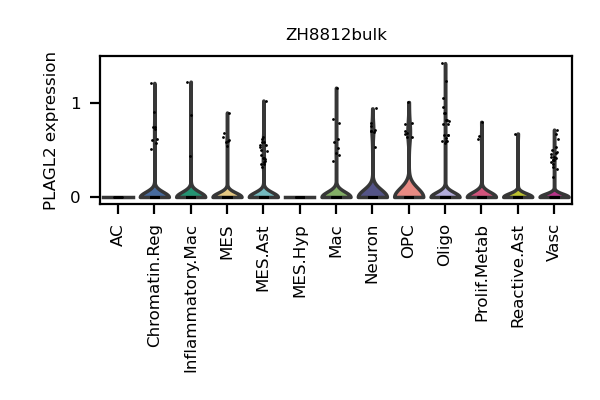 ZH8812bulk
PLAGL2 expression
1
0
AC
Chromatin.Reg
Inflammatory.Mac
MES
MES.Ast
MES.Hyp
Mac
Neuron
OPC
Oligo
Prolif.Metab
Reactive.Ast
Vasc